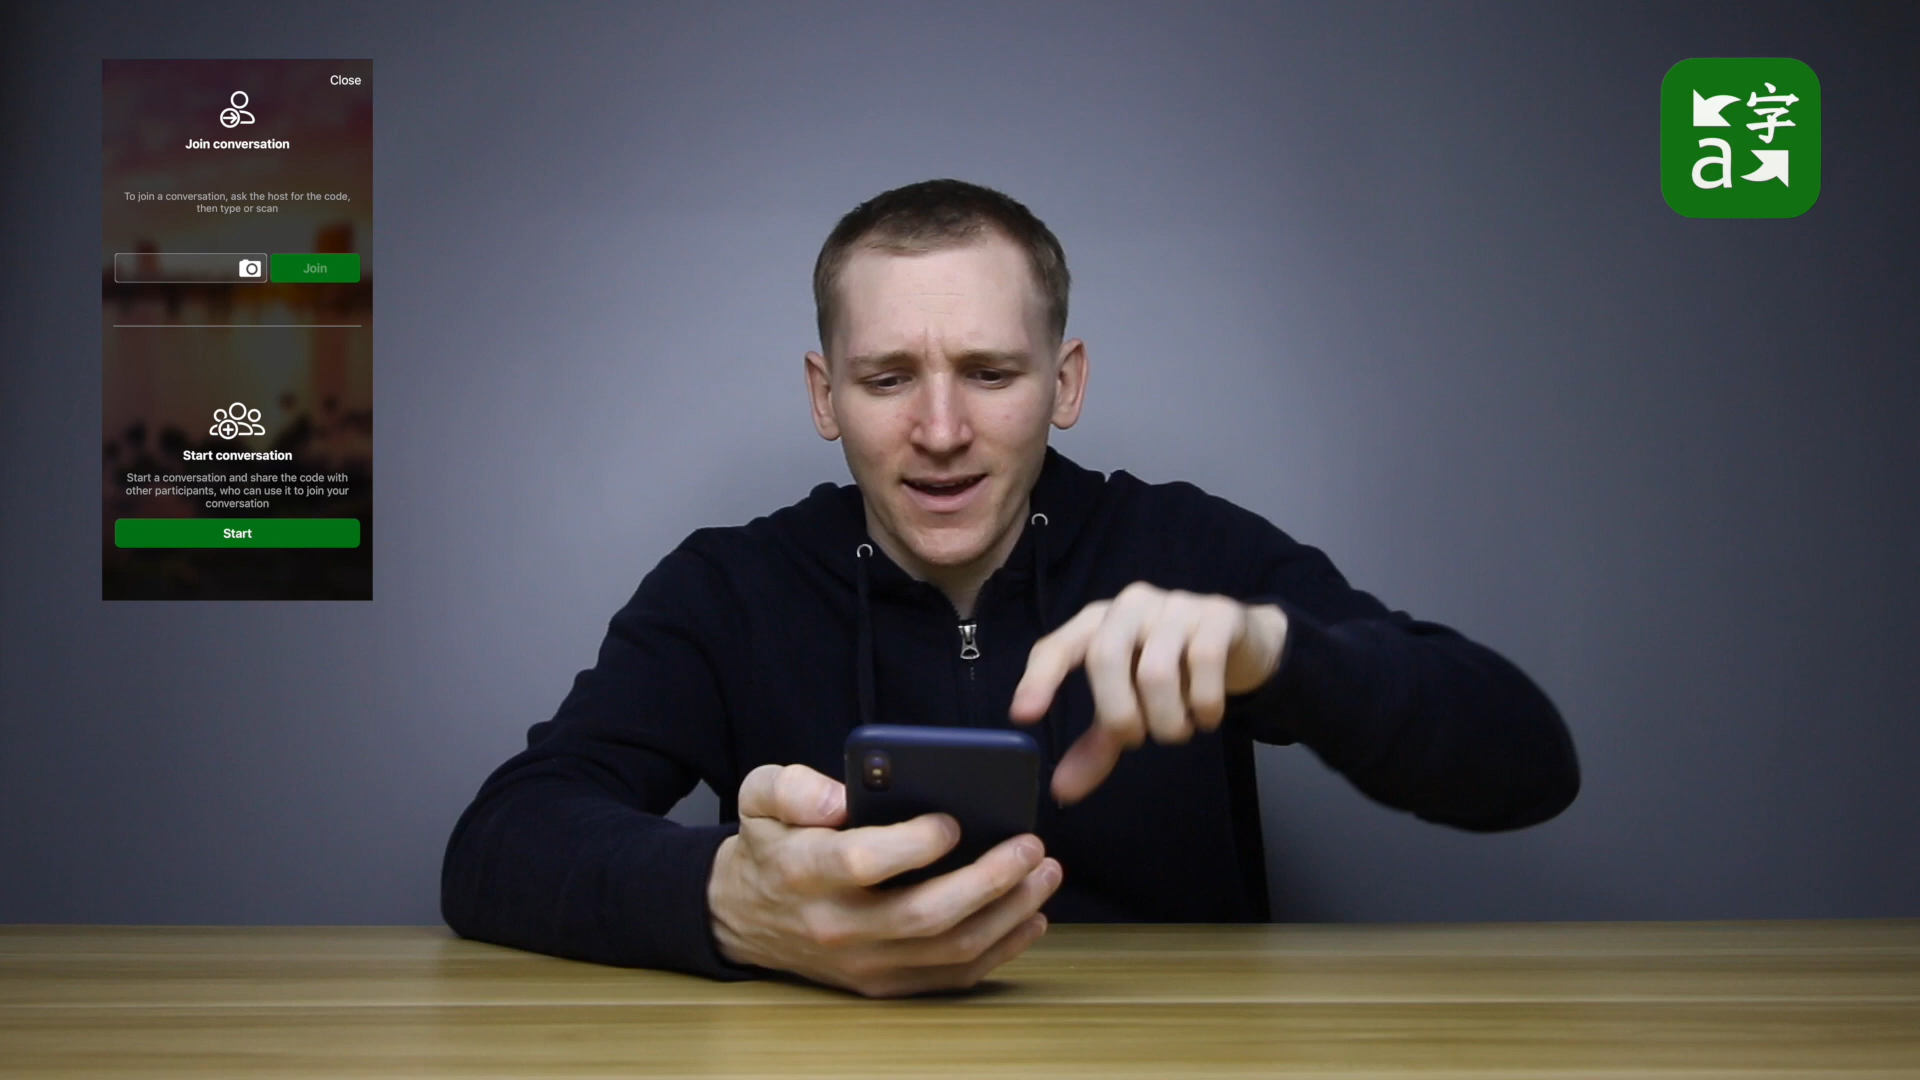 Close
Join conversation
To join a conversation, ask the host for the code,
then type or scan
Join
Start conversation
Start a conversation and share the code with
other participants, who can use it to join your
conversation
Start
字
a